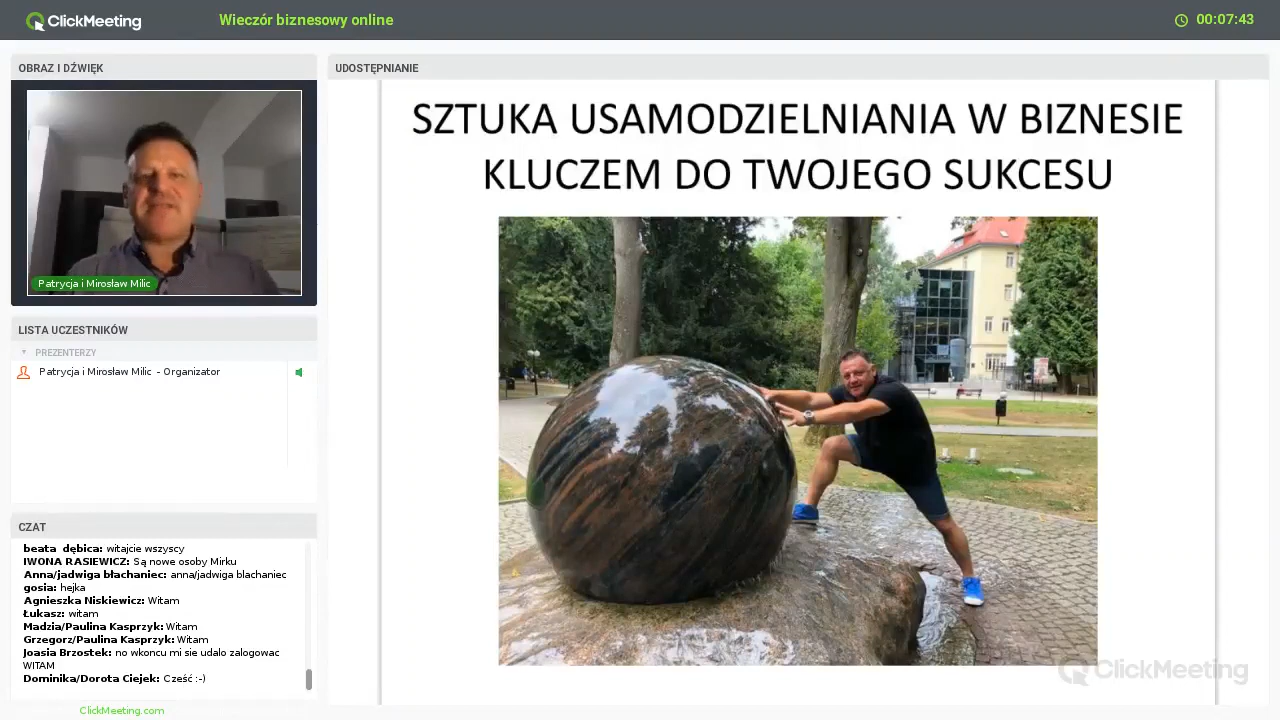 ClickMeeting
Wieczór biznesowy online
00:07:43
OBRAZ I DŹWIĘK
Patrycja i Mirosław Milic
LISTA UCZESTNIKÓW
PREZENTERZY
Patrycja i Mirosław Milic - Organizator
CZAT
beata dębica: witajcie wszyscy
IWONA RASIEWICZ: Są nowe osoby Mirku
Anna/jadwiga błachaniec: anna/jadwiga blachaniec
gosia: hejka
Agnieszka Niskiewicz: Witam
Łukasz: witam
Madzia/Paulina Kasprzyk: Witam
Grzegorz/Paulina Kasprzyk: Witam
Joasia Brzostek: no wkoncu mi sie udalo zalogowac
WITAM
Dominika/Dorota Ciejek: Cześć :-)
ClickMeeting.com
UDOSTĘPNIANIE
SZTUKA USAMODZIELNIANIA W BIZNESIE
KLUCZEM DO TWOJEGO SUKCESU
ClickMeeting